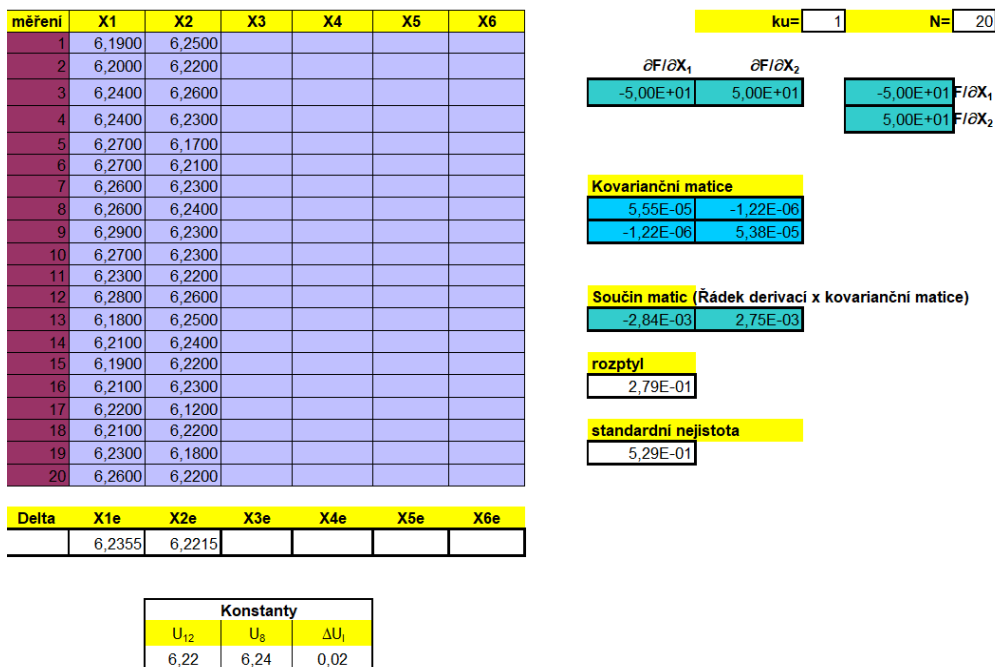 měření X1 X2 X3 X4 X5 X6
1 6,1900 6,2500
2 6,2000 6,2200
3 6,2400 6,2600
4 6,2400 6,2300
5 6,2700 6,1700
6 6,2700 6,2100
7 6,2600 6,2300
8 6,2600 6,2400
9 6,2900 6,2300
10 6,2700 6,2300
11 6,2300 6,2200
12 6,2800 6,2600
13 6,1800 6,2500
14 6,2100 6,2400
15 6,1900 6,2200
16 6,2100 6,2300
17 6,2200 6,1200
18 6,2100 6,2200
19 6,2300 6,1800
20 6,2600 6,2200
Delta X1e X2e X3e X4e X5e X6e
6,2355 6,2215
Konstanty
U₁₂ U₈ ΔUₗ
6,22 6,24 0,02
ku= 1 N= 20
∂F/∂X₁ ∂F/∂X₂
-5,00E+01 5,00E+01 -5,00E+01 F/∂X₁
5,00E+01 F/∂X₂
Kovarianční matice
5,55E-05 -1,22E-06
-1,22E-06 5,38E-05
Součin matic (Řádek derivací x kovarianční matice)
-2,84E-03 2,75E-03
rozptyl
2,79E-01
standardní nejistota
5,29E-01